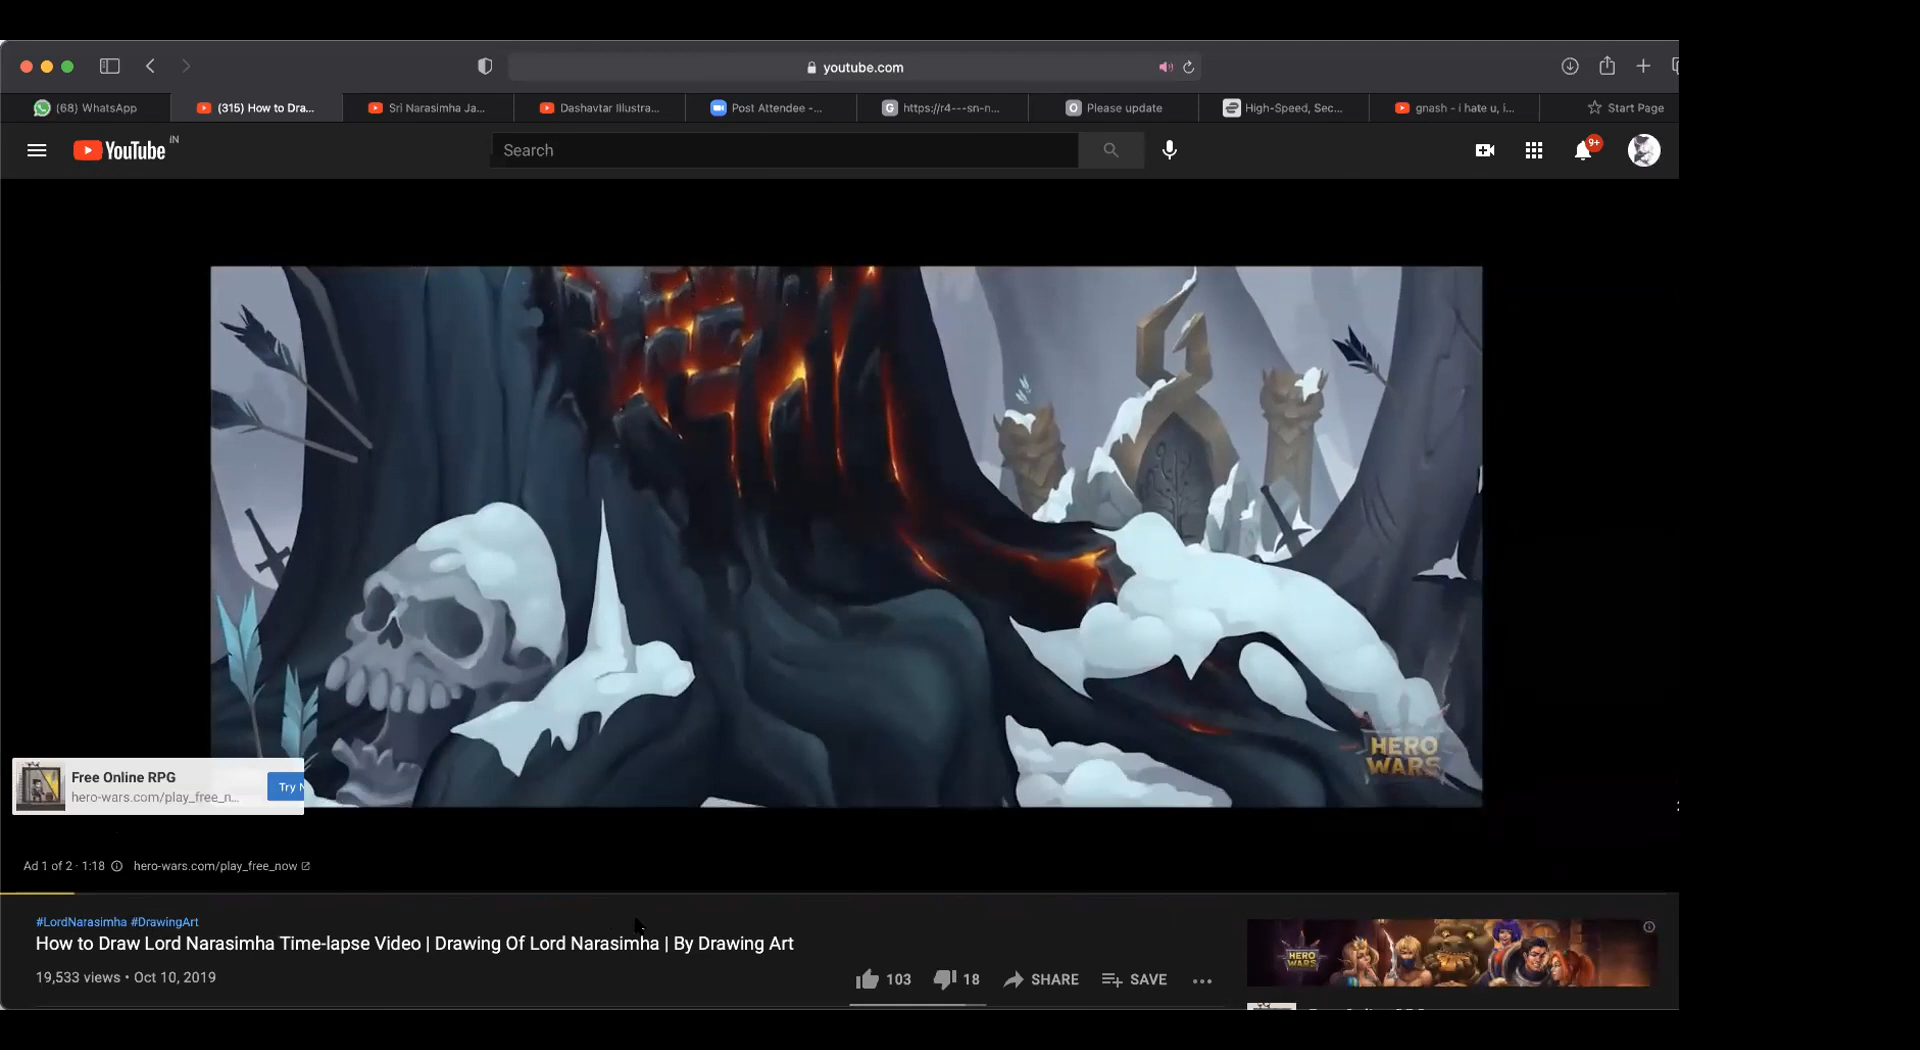 youtube.com
(68) WhatsApp
(315) How to Dra...
Sri Narasimha Ja...
Dashavtar Illustra...
Post Attendee -...
G
https://r4---sn-n...
O
Please update
High-Speed, Sec...
gnash - i hate u, i...
Start Page
YouTube IN
Search
9+
HERO
WARS
Free Online RPG
hero-wars.com/play_free_n...
Try
Ad 1 of 2 · 1:18
hero-wars.com/play_free_now
#LordNarasimha #DrawingArt
How to Draw Lord Narasimha Time-lapse Video | Drawing Of Lord Narasimha | By Drawing Art
19,533 views • Oct 10, 2019
103
18
SHARE
SAVE
HERO
WARS